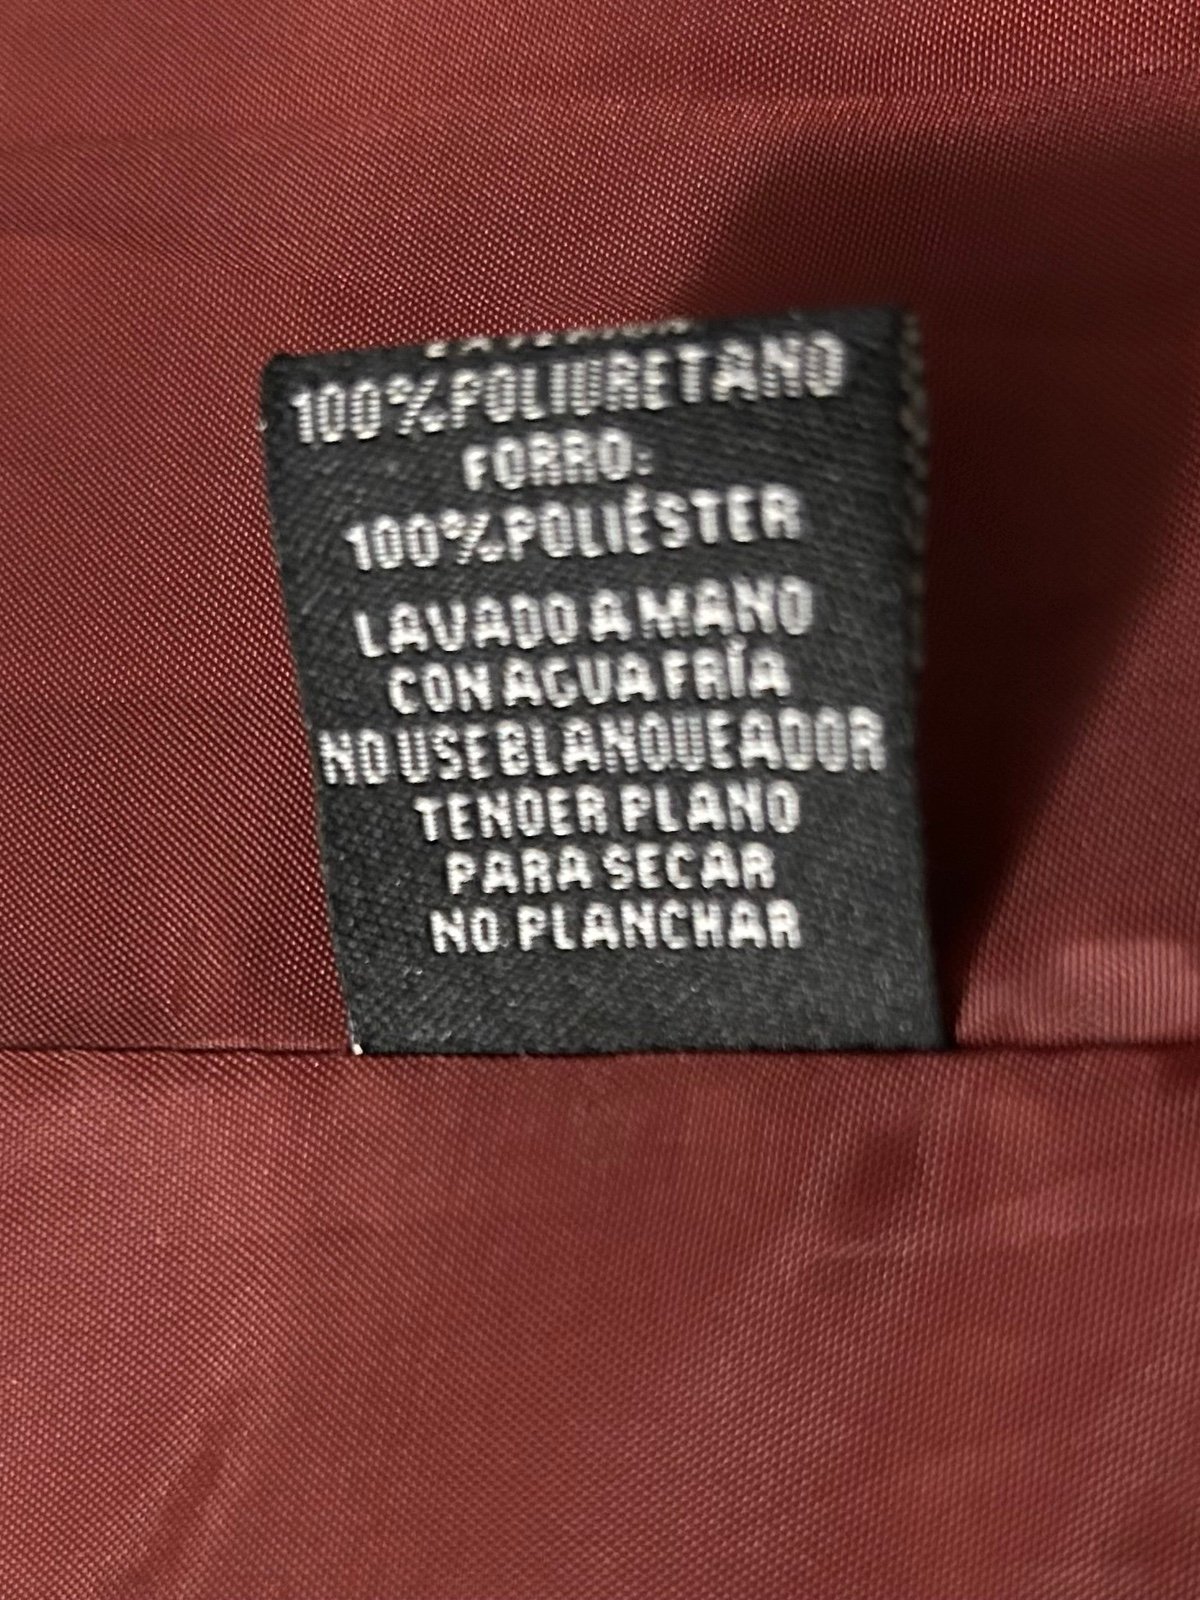 100% POLIURETANO
FORRO:
100% POLIÉSTER
LAVADO A MANO
CON AGUA FRÍA
NO USE BLANQUEADOR
TENDER PLANO
PARA SECAR
NO PLANCHAR